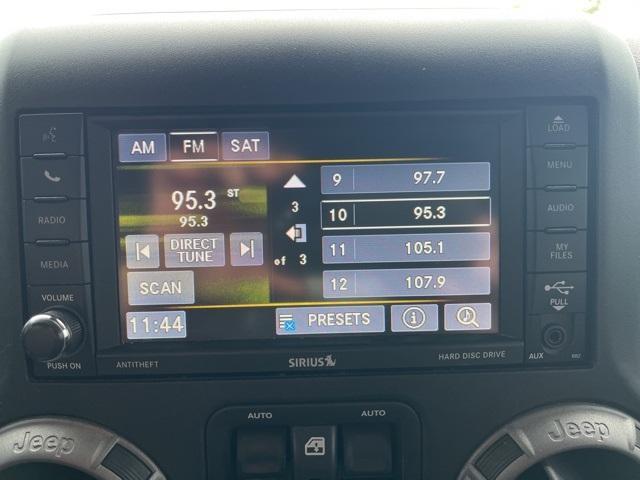 LOAD
AM FM SAT
9 97.7
MENU
95.3 ST
95.3
3
10 95.3
RADIO
AUDIO
DIRECT TUNE
of 3
11 105.1
MEDIA
MY FILES
SCAN
12 107.9
VOLUME
PULL
11:44
PRESETS
PUSH ON
ANTITHEFT
SIRIUS
HARD DISC DRIVE
AUX
AUTO
AUTO
Jeep
Jeep